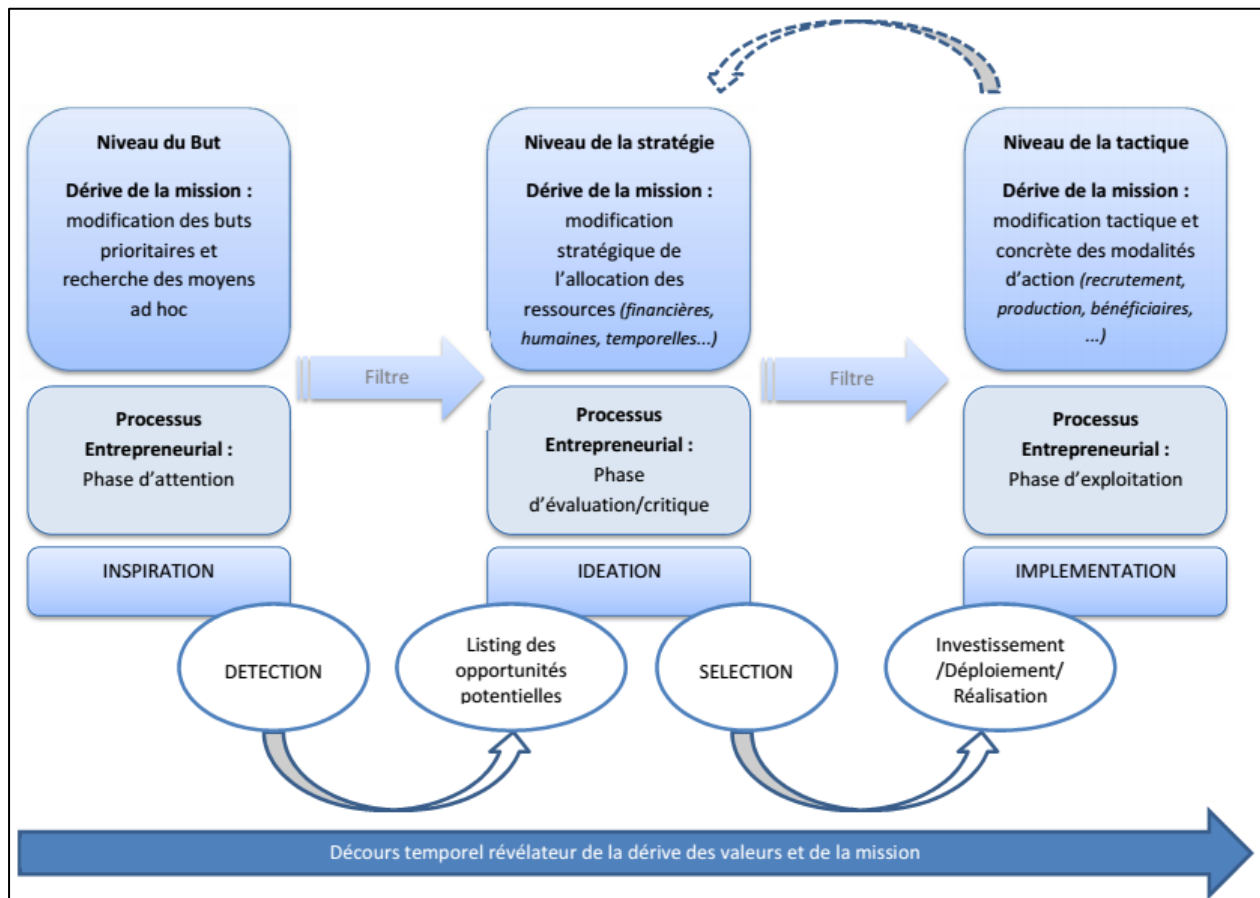 Niveau du But
Dérive de la mission :
modification des buts
prioritaires et
recherche des moyens
ad hoc
Niveau de la stratégie
Dérive de la mission :
modification
stratégique de
l'allocation des
ressources (financières,
humaines, temporelles...)
Niveau de la tactique
Dérive de la mission :
modification tactique et
concrète des modalités
d'action (recrutement,
production, bénéficiaires,
...)
Filtre
Filtre
Processus
Entrepreneurial :
Phase d'attention
Processus
Entrepreneurial :
Phase
d'évaluation/critique
Processus
Entrepreneurial :
Phase d'exploitation
INSPIRATION
IDEATION
IMPLEMENTATION
DETECTION
Listing des
opportunités
potentielles
SELECTION
Investissement
/Déploiement/
Réalisation
Décours temporel révélateur de la dérive des valeurs et de la mission